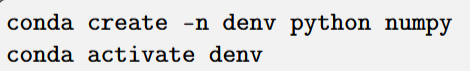 conda create -n denv python numpy
conda activate denv